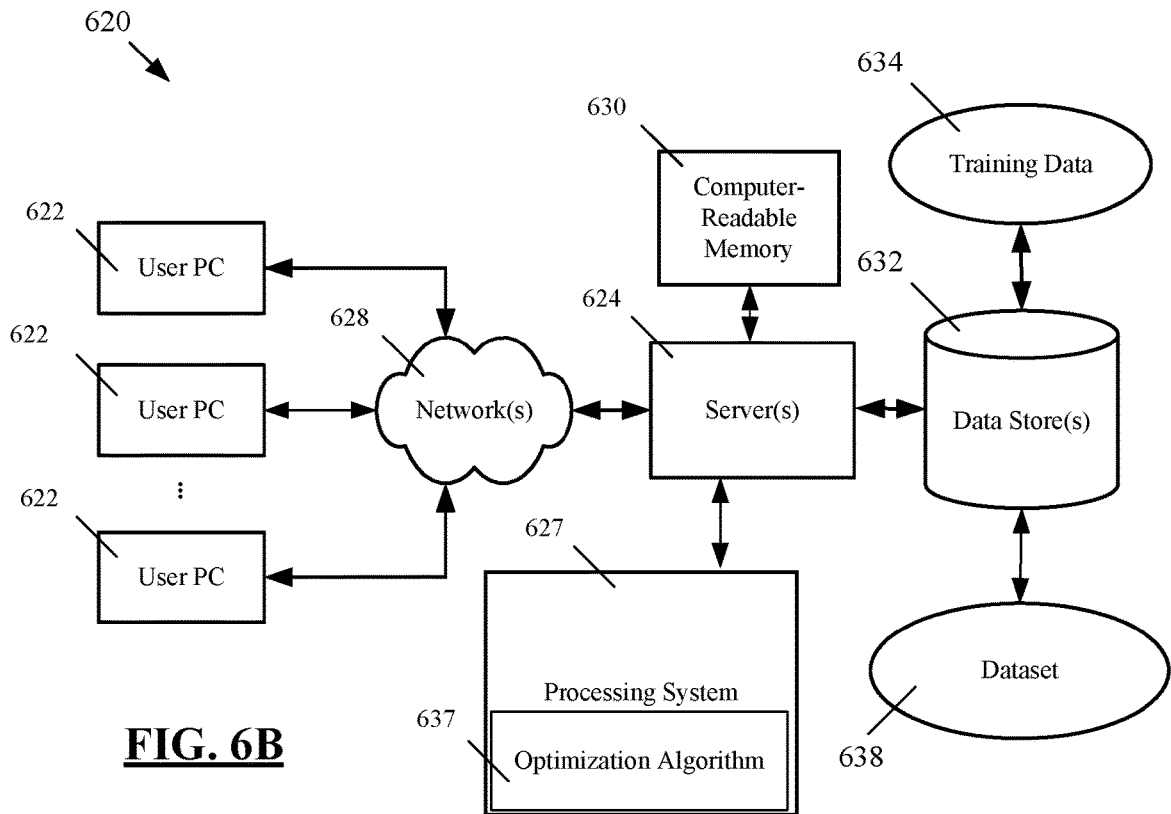 620
634
630
Training Data
Computer-
Readable
Memory
622
User PC
632
624
628
622
User PC
Network(s)
Server(s)
Data Store(s)
...
622
User PC
627
Processing System
Dataset
637
Optimization Algorithm
638
FIG. 6B